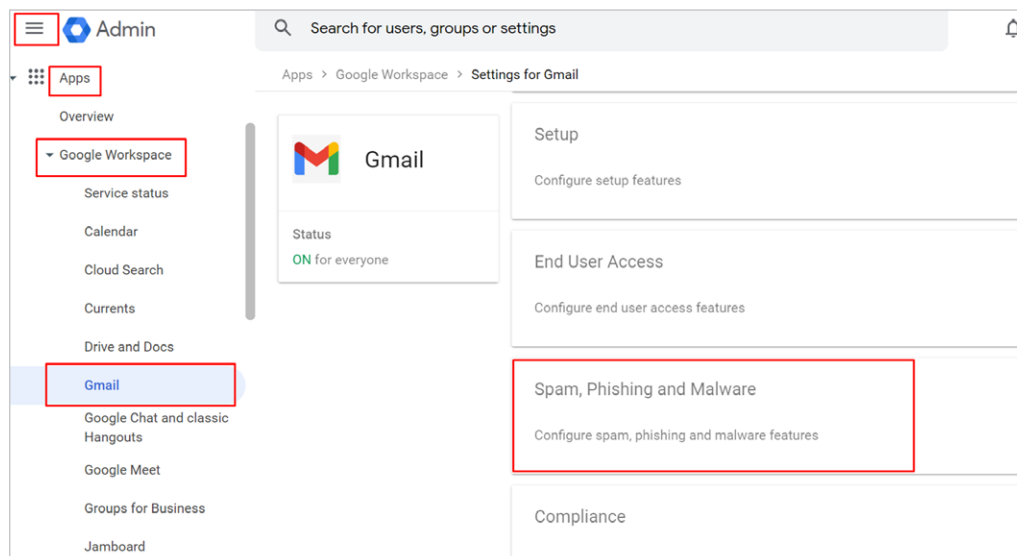 Admin
Search for users, groups or settings
Apps
Overview
Google Workspace
Service status
Calendar
Cloud Search
Currents
Drive and Docs
Gmail
Google Chat and classic
Hangouts
Google Meet
Groups for Business
Jamboard
Apps > Google Workspace > Settings for Gmail
Gmail
Status
ON for everyone
Setup
Configure setup features
End User Access
Configure end user access features
Spam, Phishing and Malware
Configure spam, phishing and malware features
Compliance